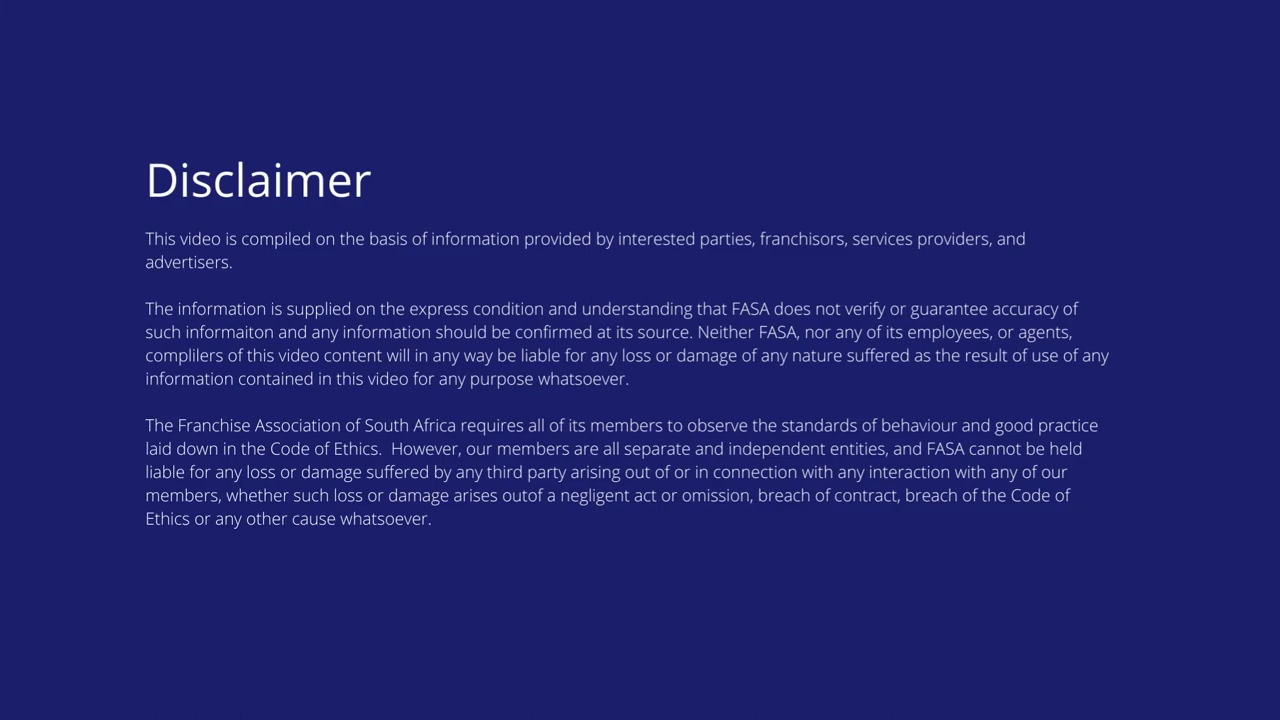 Disclaimer
This video is compiled on the basis of information provided by interested parties, franchisors, services providers, and
advertisers.
The information is supplied on the express condition and understanding that FASA does not verify or guarantee accuracy of
such informaiton and any information should be confirmed at its source. Neither FASA, nor any of its employees, or agents,
complilers of this video content will in any way be liable for any loss or damage of any nature suffered as the result of use of any
information contained in this video for any purpose whatsoever.
The Franchise Association of South Africa requires all of its members to observe the standards of behaviour and good practice
laid down in the Code of Ethics.  However, our members are all separate and independent entities, and FASA cannot be held
liable for any loss or damage suffered by any third party arising out of or in connection with any interaction with any of our
members, whether such loss or damage arises outof a negligent act or omission, breach of contract, breach of the Code of
Ethics or any other cause whatsoever.